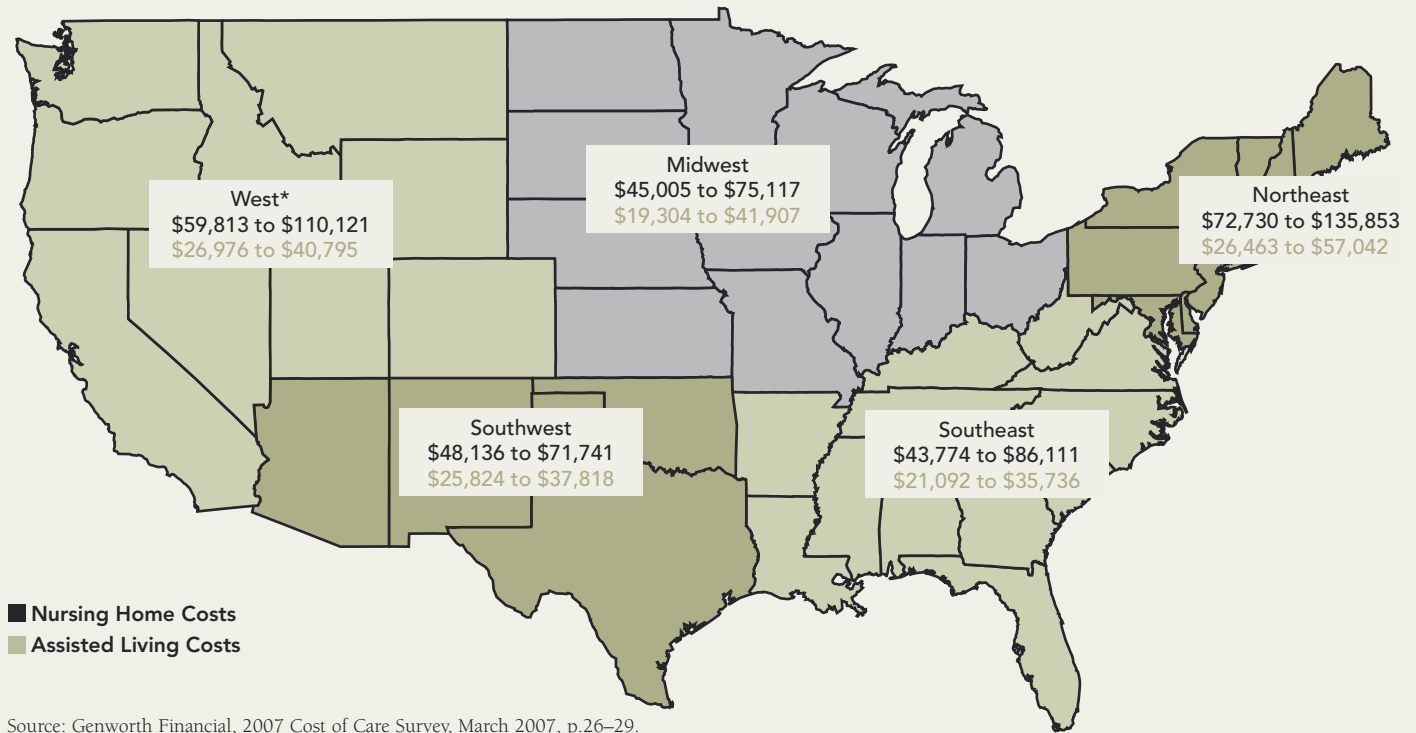 Midwest
$45,005 to $75,117
$19,304 to $41,907
West*
$59,813 to $110,121
$26,976 to $40,795
Northeast
$72,730 to $135,853
$26,463 to $57,042
Southwest
$48,136 to $71,741
$25,824 to $37,818
Southeast
$43,774 to $86,111
$21,092 to $35,736
Nursing Home Costs
Assisted Living Costs
Source: Genworth Financial, 2007 Cost of Care Survey, March 2007, p.26–29.